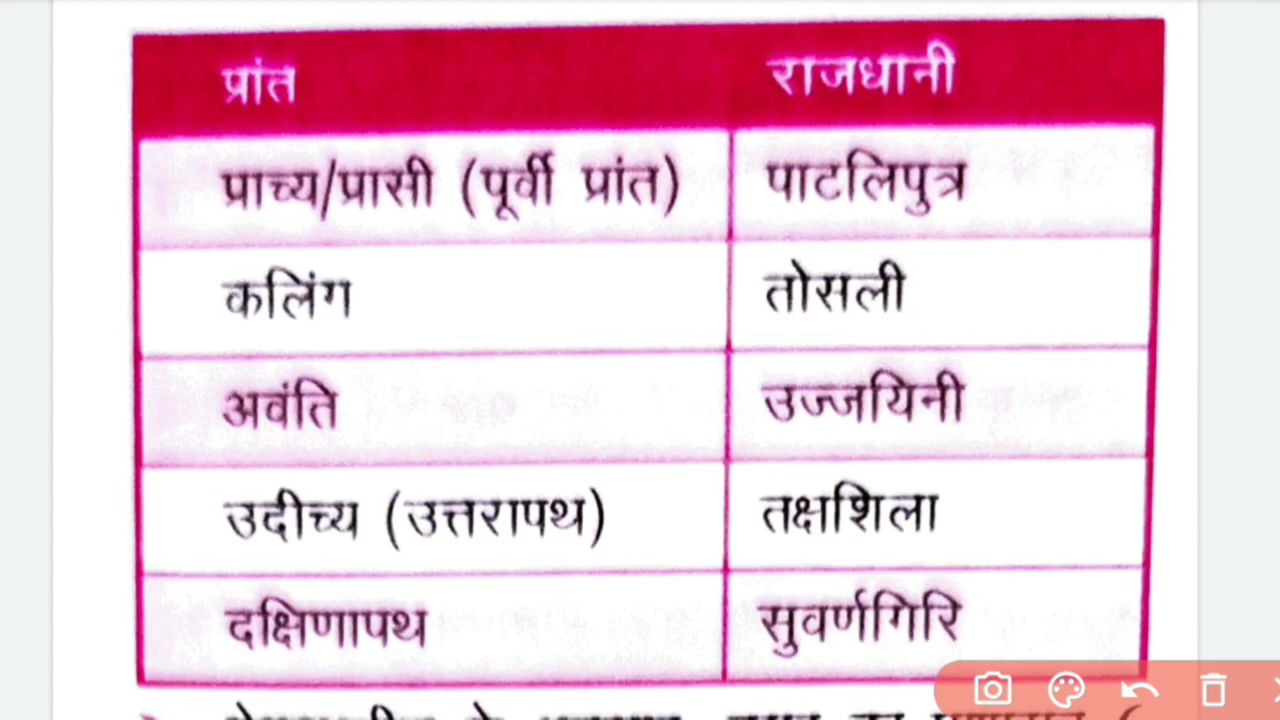 प्रांत राजधानी
प्राच्य/प्रासी (पूर्वी प्रांत) पाटलिपुत्र
कलिंग तोसली
अवंति उज्जयिनी
उदीच्य (उत्तरापथ) तक्षशिला
दक्षिणापथ सुवर्णगिरि